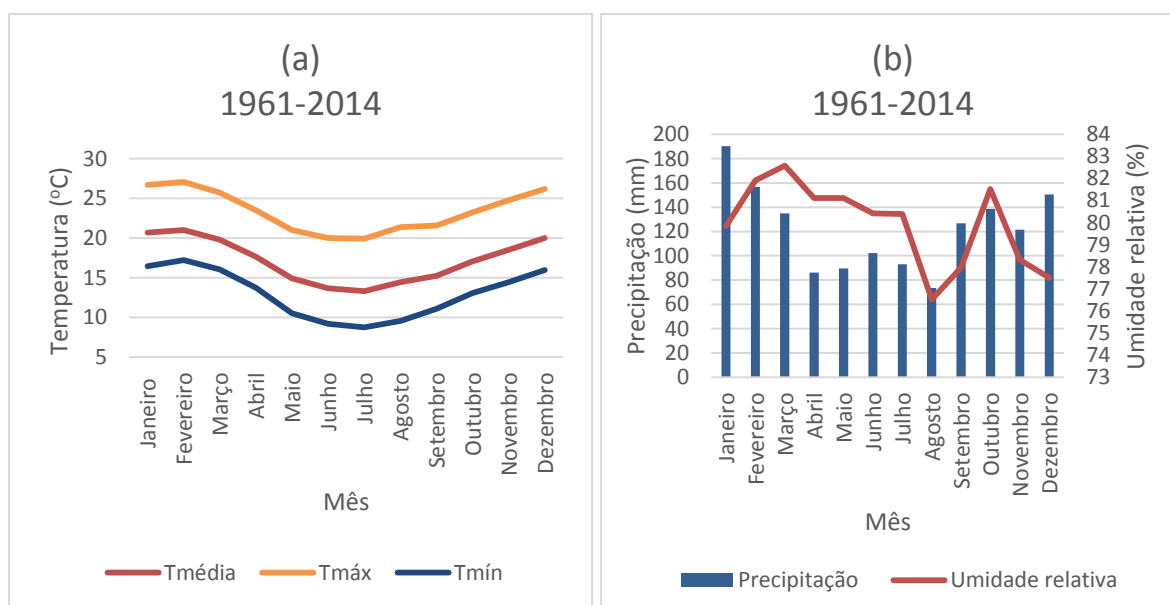 (a)
1961-2014
Temperatura (ºC)
30
25
20
15
10
5
Janeiro
Fevereiro
Março
Abril
Maio
Junho
Julho
Agosto
Setembro
Outubro
Novembro
Dezembro
Mês
Tmédia Tmáx Tmín
(b)
1961-2014
Precipitação (mm)
200
180
160
140
120
100
80
60
40
20
0
84
83
82
81
80
79
78
77
76
75
74
73
Umidade relativa (%)
Janeiro
Fevereiro
Março
Abril
Maio
Junho
Julho
Agosto
Setembro
Outubro
Novembro
Dezembro
Mês
Precipitação Umidade relativa